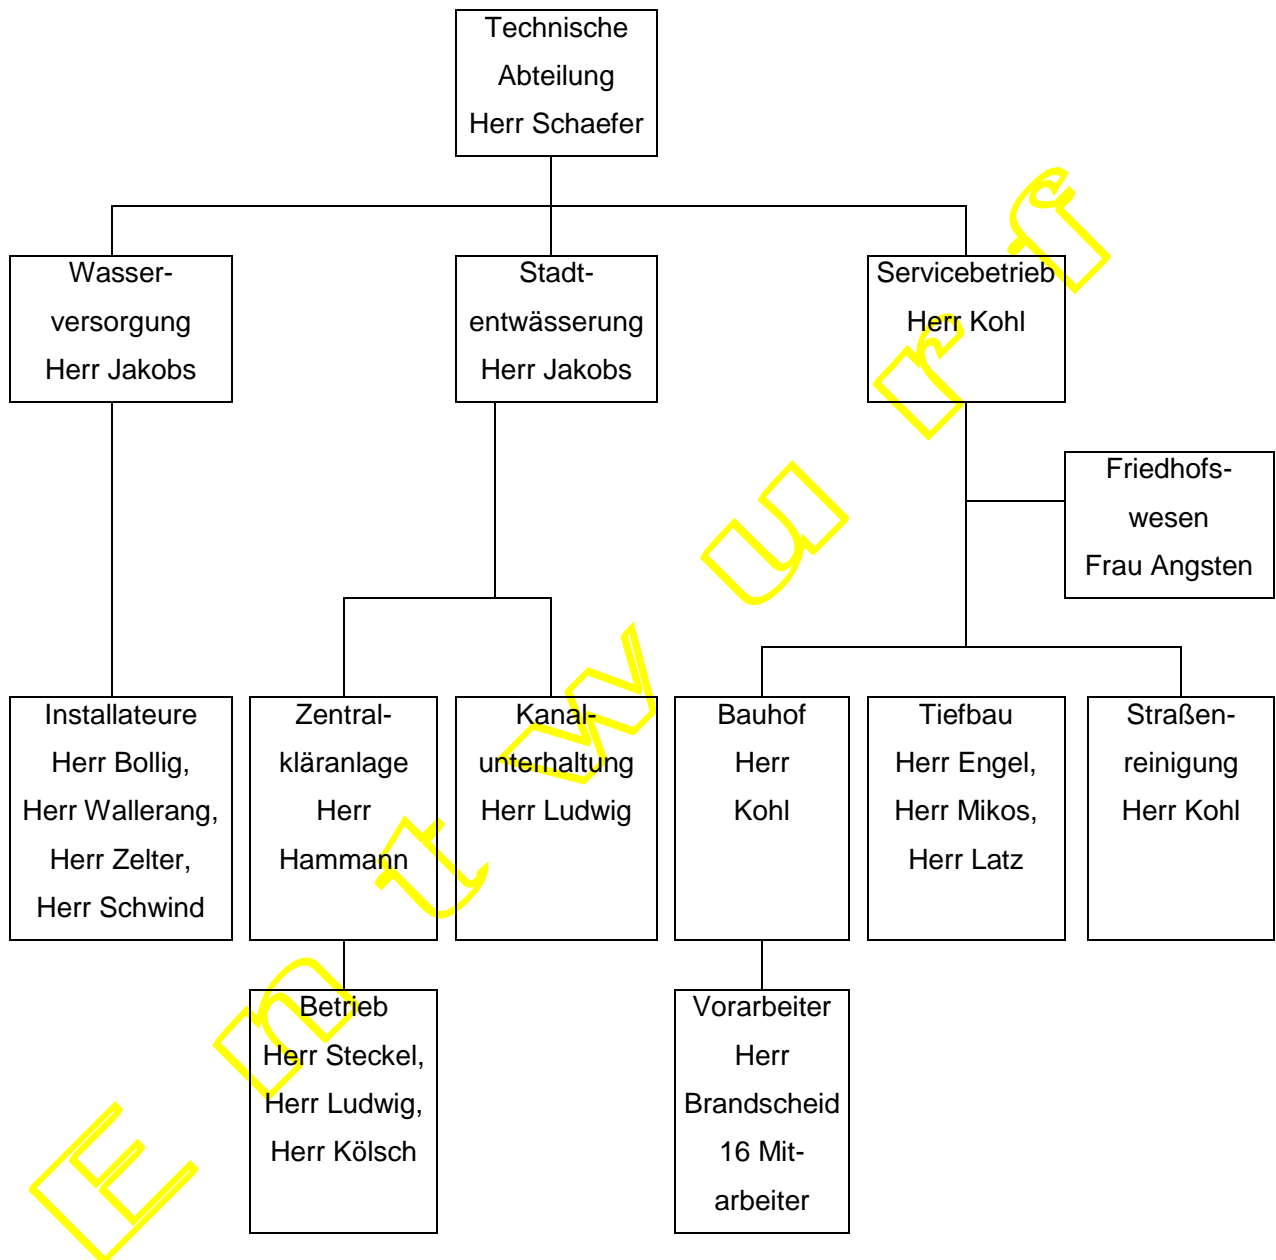 Technische
Abteilung
Herr Schaefer
Wasser-
versorgung
Herr Jakobs
Stadt-
entwässerung
Herr Jakobs
Servicebetrieb
Herr Kohl
Friedhofs-
wesen
Frau Angsten
Installateure
Herr Bollig,
Herr Wallerang,
Herr Zelter,
Herr Schwind
Zentral-
kläranlage
Herr
Hammann
Kanal-
unterhaltung
Herr Ludwig
Bauhof
Herr
Kohl
Tiefbau
Herr Engel,
Herr Mikos,
Herr Latz
Straßen-
reinigung
Herr Kohl
Betrieb
Herr Steckel,
Herr Ludwig,
Herr Kölsch
Vorarbeiter
Herr
Brandscheid
16 Mit-
arbeiter
Entwurf